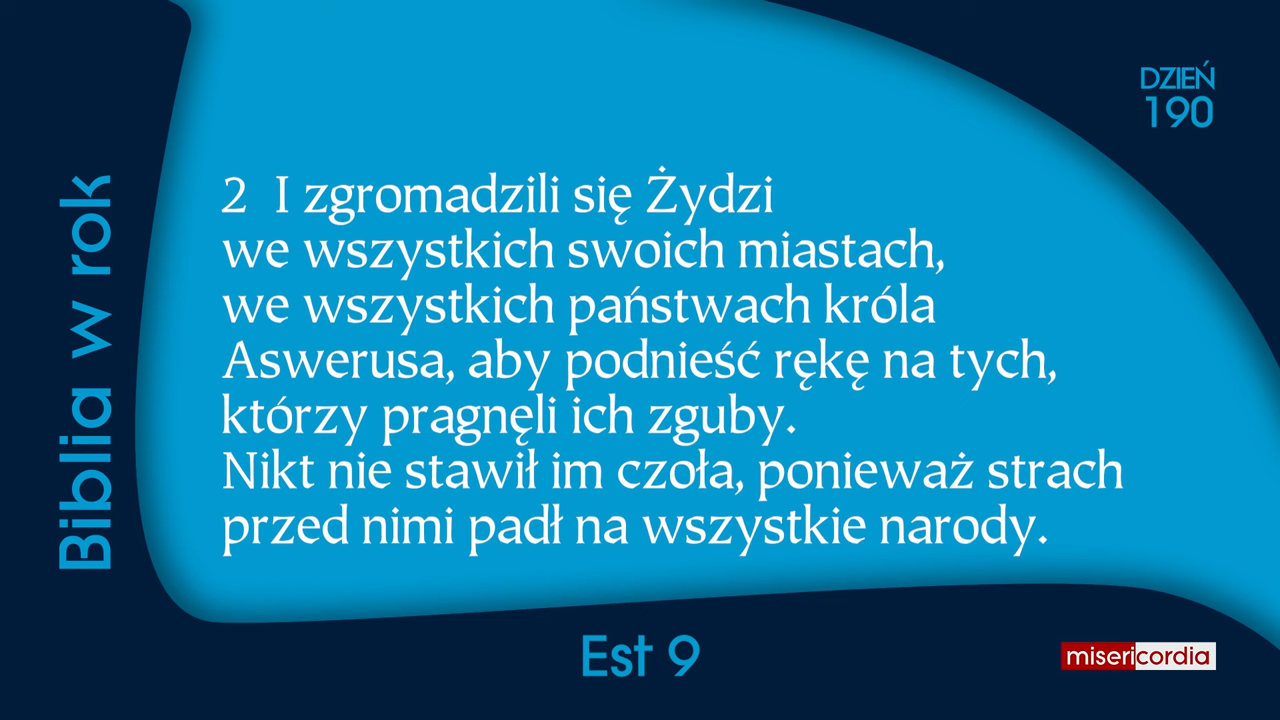 DZIEŃ
190
Biblia w rok
2 I zgromadzili się Żydzi
we wszystkich swoich miastach,
we wszystkich państwach króla
Aswerusa, aby podnieść rękę na tych,
którzy pragnęli ich zguby.
Nikt nie stawił im czoła, ponieważ strach
przed nimi padł na wszystkie narody.
Est 9
misericordia